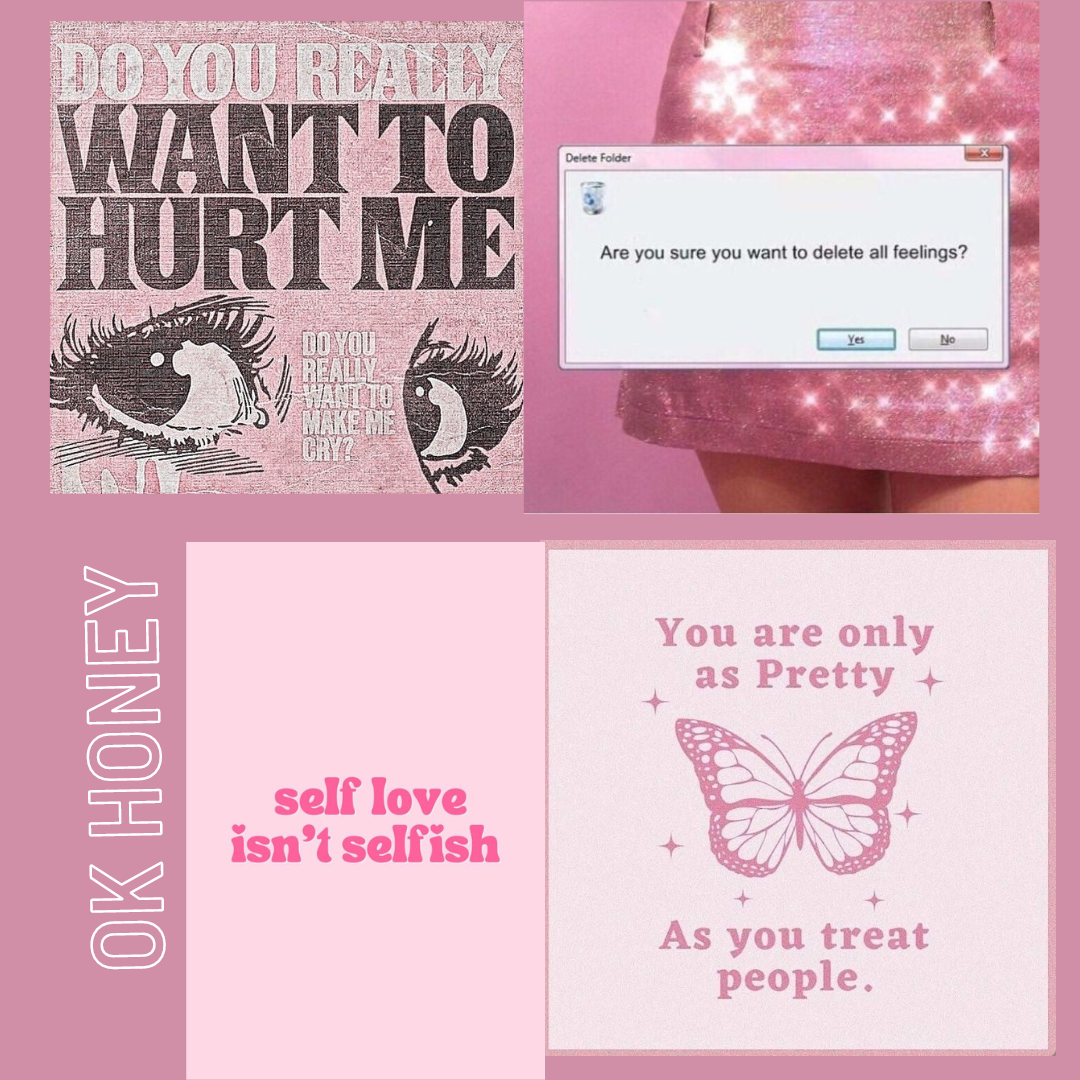 DO YOU REALLY
WANT TO
HURT ME
DO YOU
REALLY
WANT TO
MAKE ME
CRY?
Delete Folder
Are you sure you want to delete all feelings?
Yes
No
OK HONEY
self love
isn't selfish
You are only
as Pretty
As you treat
people.